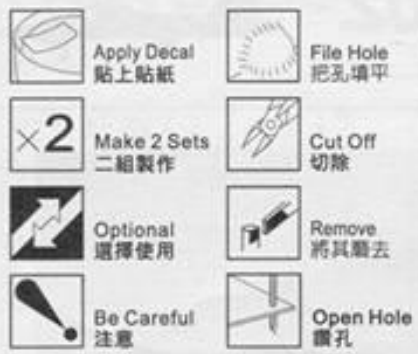 Apply Decal
貼上貼紙
File Hole
把孔填平
×2
Make 2 Sets
二組製作
Cut Off
切除
Optional
選擇使用
Remove
將其磨去
Be Careful
注意
Open Hole
鑽孔